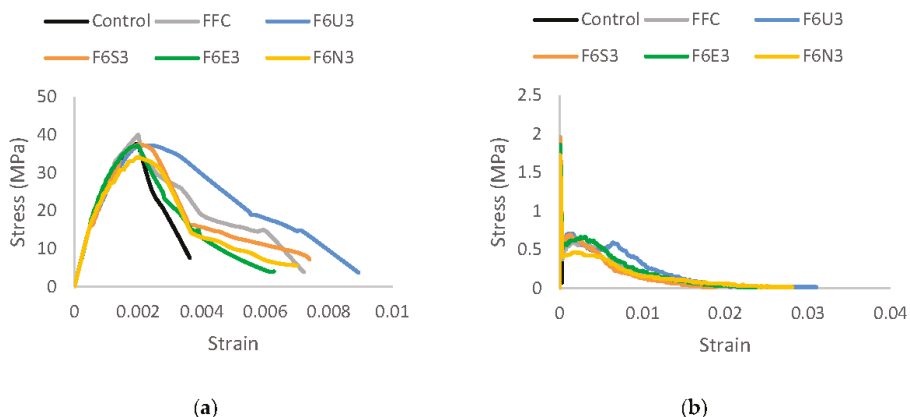 Control FFC F6U3
F6S3 F6E3 F6N3
50
40
30
20
10
0
Stress (MPa)
0 0.002 0.004 0.006 0.008 0.01
Strain
(a)
Control FFC F6U3
F6S3 F6E3 F6N3
2.5
2
1.5
1
0.5
0
Stress (MPa)
0 0.01 0.02 0.03 0.04
Strain
(b)